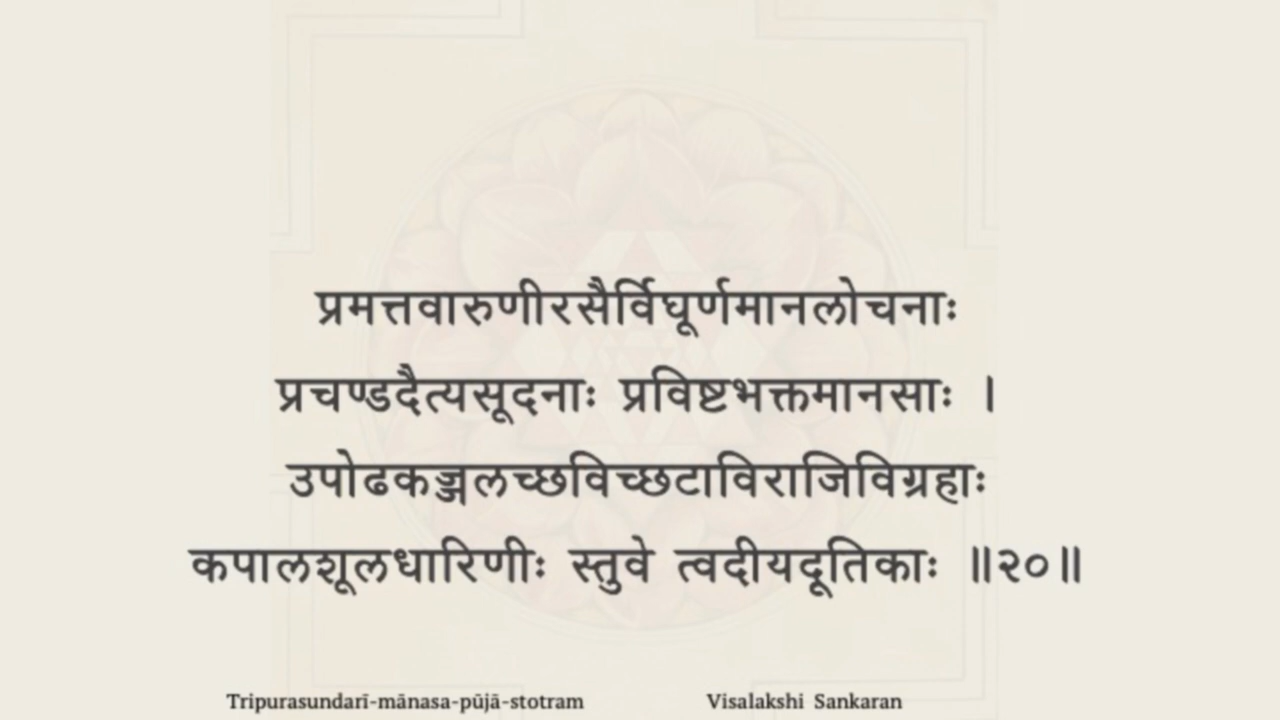 प्रमत्तवारुणीरसैर्विघूर्णमानलोचनाः
प्रचण्डदैत्यसूदनाः प्रविष्टभक्तमानसाः ।
उपोढकज्जलच्छविच्छटाविराजिविग्रहाः
कपालशूलधारिणीः स्तुवे त्वदीयदूतिकाः ॥२०॥
Tripurasundarī-mānasa-pūjā-stotram Visalakshi Sankaran